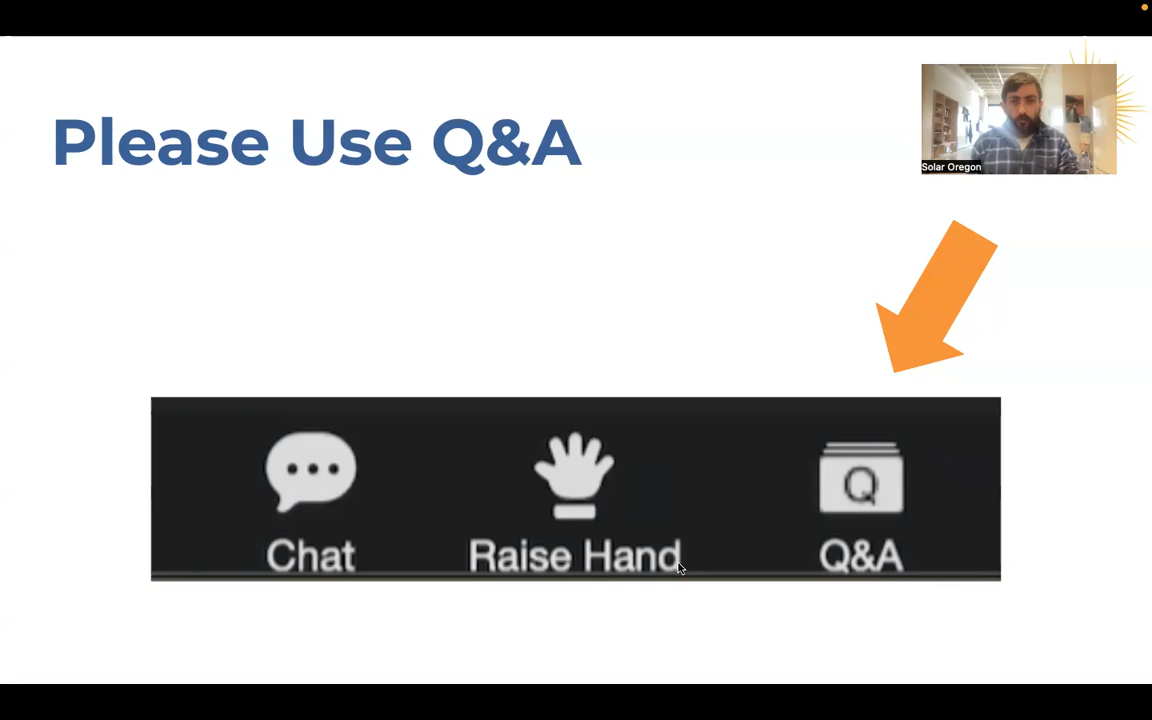 Please Use Q&A
Solar Oregon
Chat
Raise Hand
Q
Q&A